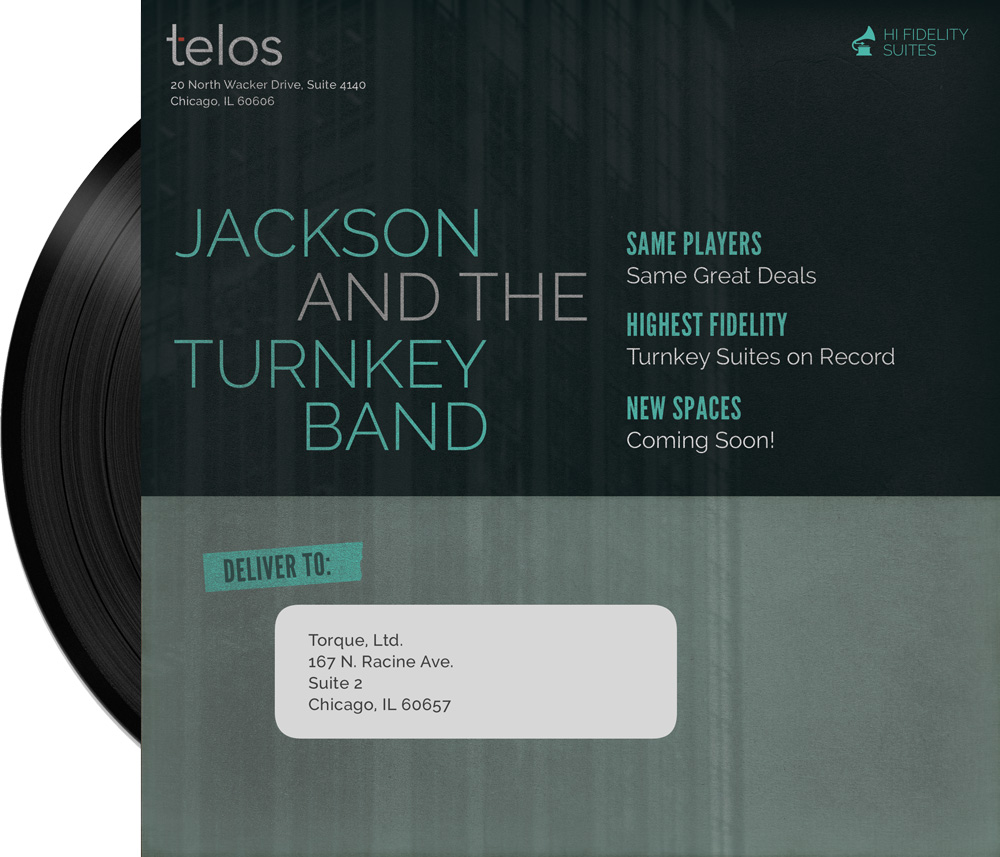 telos
20 North Wacker Drive, Suite 4140
Chicago, IL 60606
HI FIDELITY
SUITES
JACKSON
AND THE
TURNKEY
BAND
SAME PLAYERS
Same Great Deals
HIGHEST FIDELITY
Turnkey Suites on Record
NEW SPACES
Coming Soon!
DELIVER TO:
Torque, Ltd.
167 N. Racine Ave.
Suite 2
Chicago, IL 60657